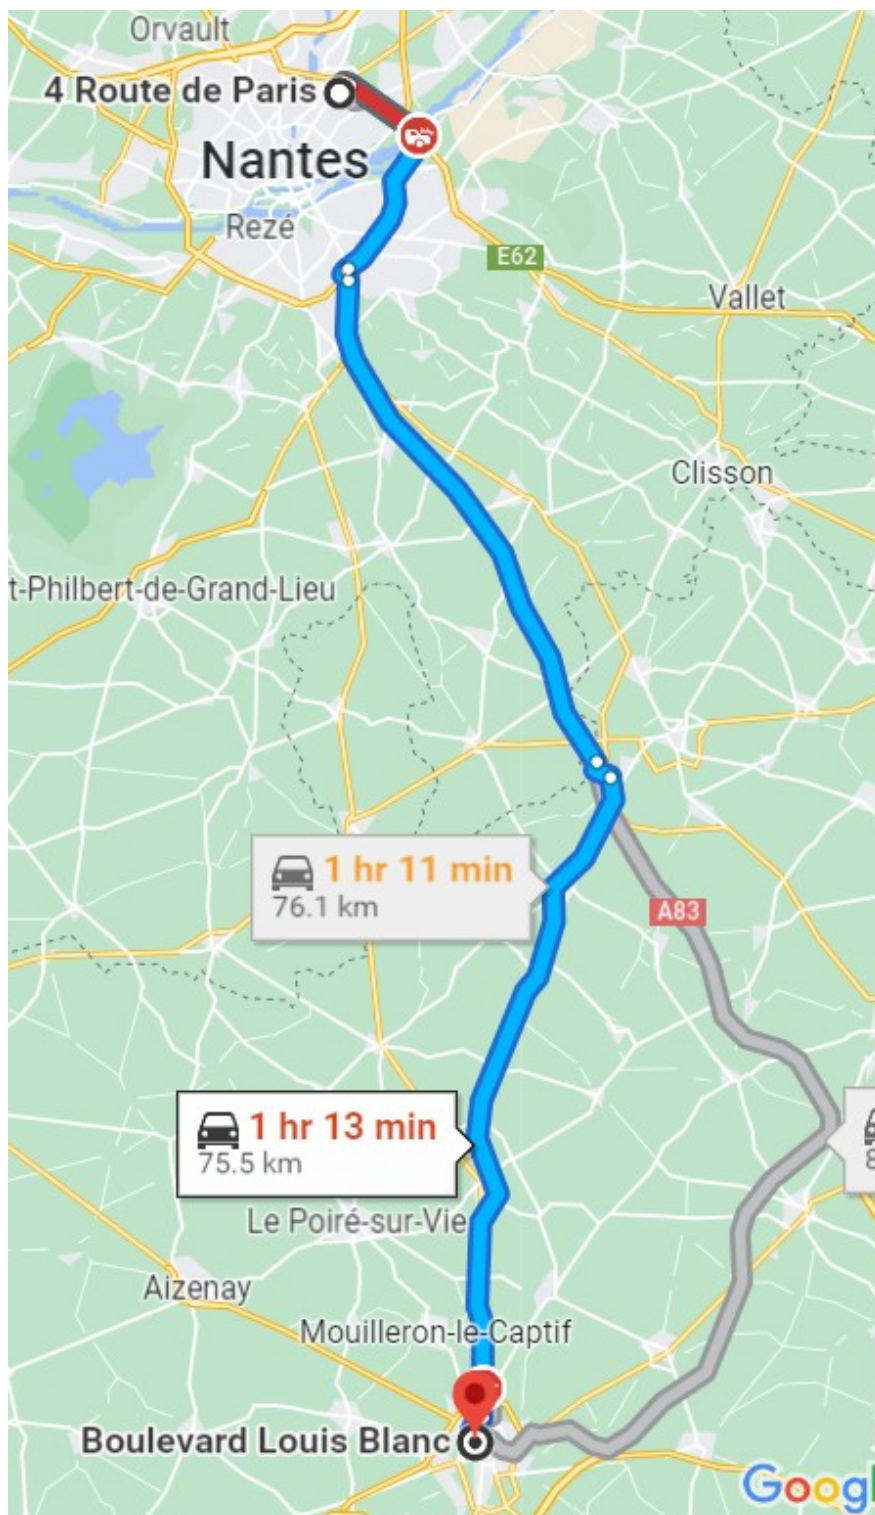 Orvault
4 Route de Paris
Nantes
Rezé
E62
Vallet
Clisson
t-Philbert-de-Grand-Lieu
1 hr 11 min
76.1 km
A83
1 hr 13 min
75.5 km
8
Le Poiré-sur-Vie
Aizenay
Mouilleron-le-Captif
Boulevard Louis Blanc
Googl